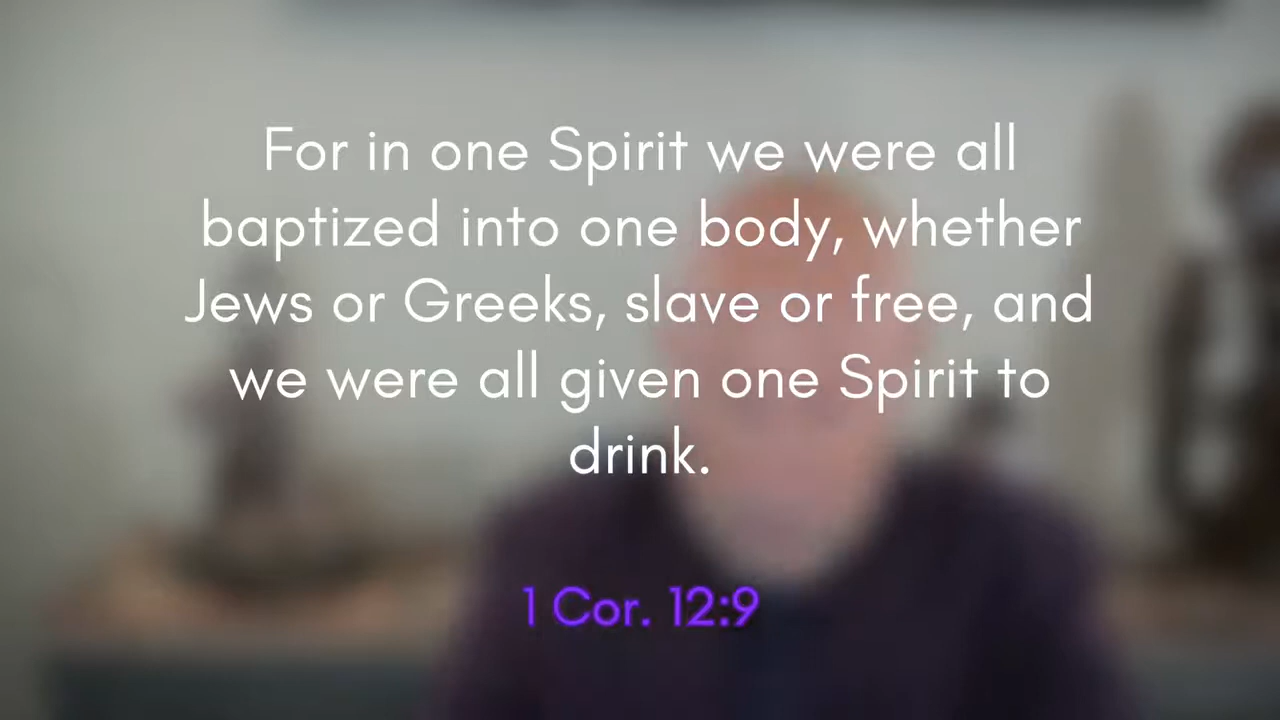 For in one Spirit we were all
baptized into one body, whether
Jews or Greeks, slave or free, and
we were all given one Spirit to
drink.
1 Cor. 12:9